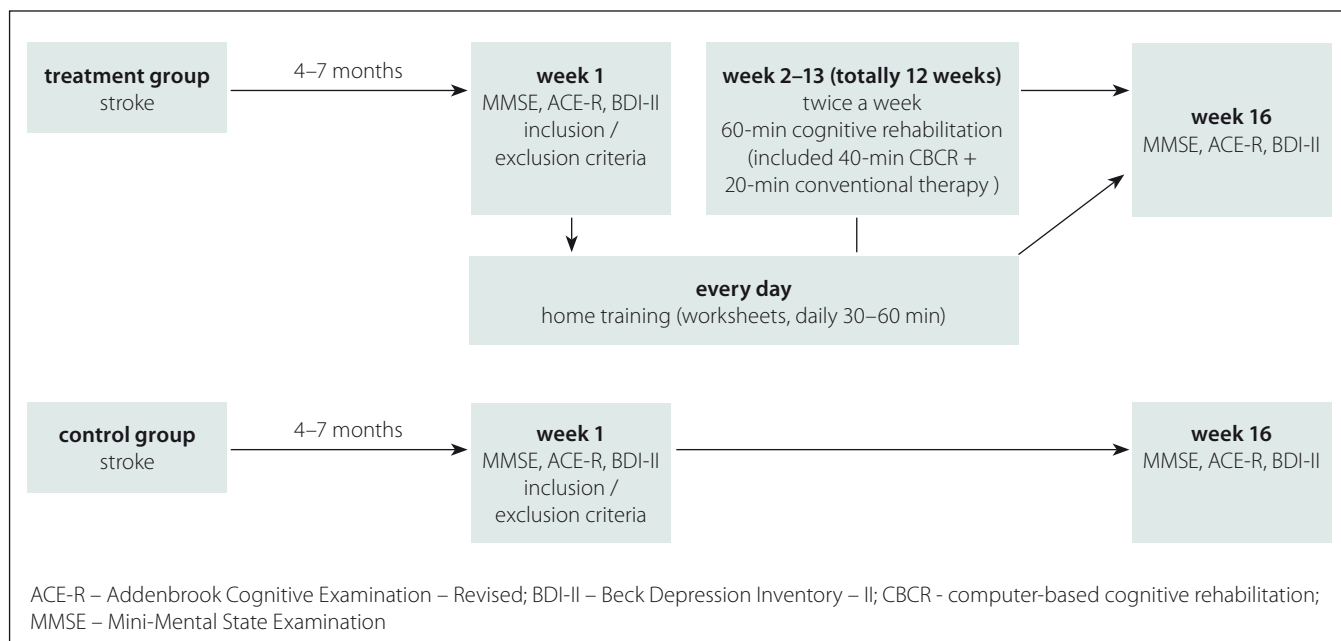 treatment group
stroke
4–7 months
week 1
MMSE, ACE-R, BDI-II
inclusion /
exclusion criteria
week 2–13 (totally 12 weeks)
twice a week
60-min cognitive rehabilitation
(included 40-min CBCR +
20-min conventional therapy )
week 16
MMSE, ACE-R, BDI-II
every day
home training (worksheets, daily 30–60 min)
control group
stroke
4–7 months
week 1
MMSE, ACE-R, BDI-II
inclusion /
exclusion criteria
week 16
MMSE, ACE-R, BDI-II
ACE-R – Addenbrook Cognitive Examination – Revised; BDI-II – Beck Depression Inventory – II; CBCR - computer-based cognitive rehabilitation;
MMSE – Mini-Mental State Examination